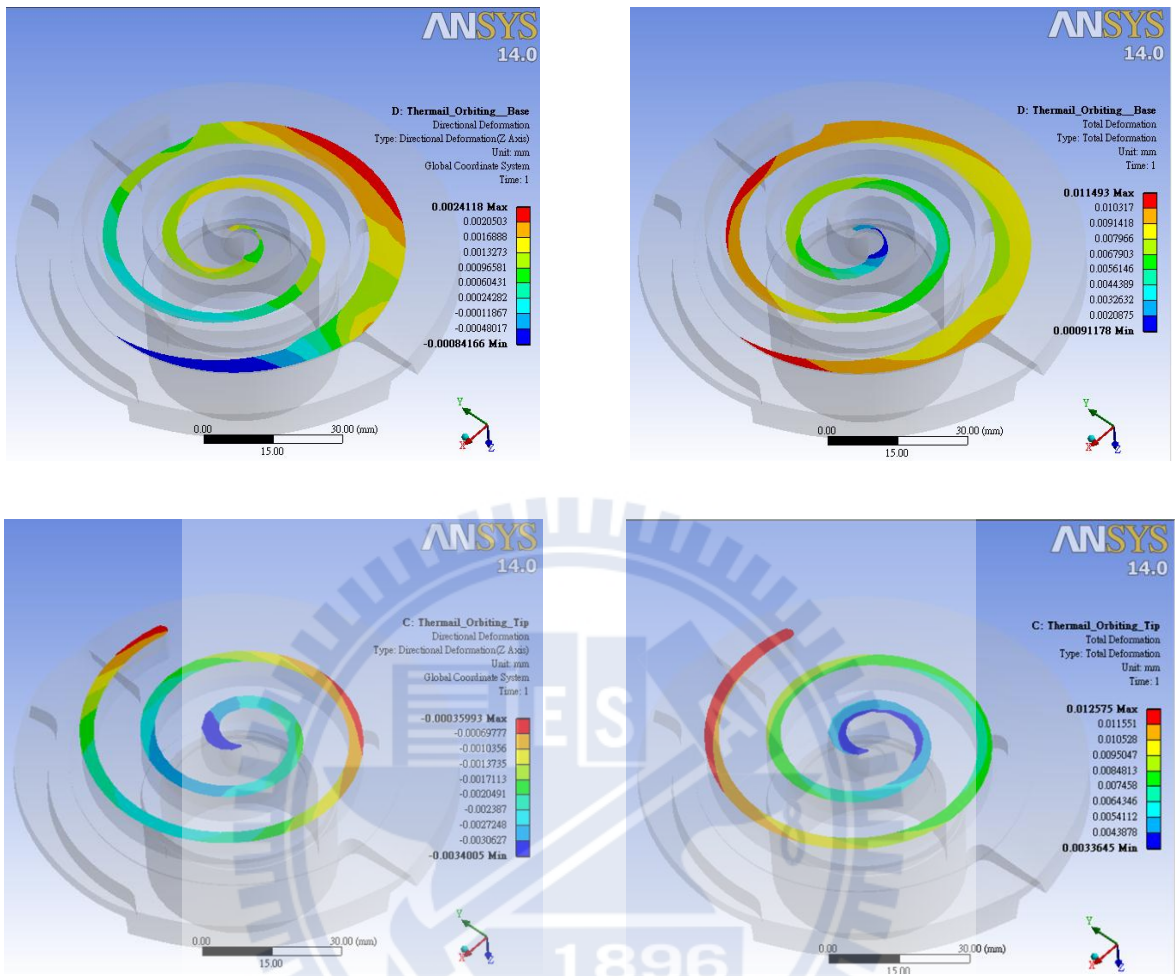 ANSYS
14.0
D: Thermail_Orbiting__Base
Directional Deformation
Type: Directional Deformation(Z Axis)
Unit: mm
Global Coordinate System
Time: 1
0.0024118 Max
0.0020503
0.0016888
0.0013273
0.00096581
0.00060431
0.00024282
-0.00011867
-0.00048017
-0.00084166 Min
0.00
30.00 (mm)
15.00
Y
X
Z
ANSYS
14.0
D: Thermail_Orbiting__Base
Total Deformation
Type: Total Deformation
Unit: mm
Time: 1
0.011493 Max
0.010317
0.0091418
0.007966
0.0067903
0.0056146
0.0044389
0.0032632
0.0020875
0.00091178 Min
0.00
30.00 (mm)
15.00
Y
X
Z
ANSYS
14.0
C: Thermail_Orbiting_Tip
Directional Deformation
Type: Directional Deformation(Z Axis)
Unit: mm
Global Coordinate System
Time: 1
-0.00035993 Max
-0.00069777
-0.0010356
-0.0013735
-0.0017113
-0.0020491
-0.002387
-0.0027248
-0.0030627
-0.0034005 Min
0.00
30.00 (mm)
15.00
Y
X
Z
ANSYS
14.0
C: Thermail_Orbiting_Tip
Total Deformation
Type: Total Deformation
Unit: mm
Time: 1
0.012575 Max
0.011551
0.010528
0.0095047
0.0084813
0.007458
0.0064346
0.0054112
0.0043878
0.0033645 Min
0.00
30.00 (mm)
15.00
Y
X
Z
E S
1896